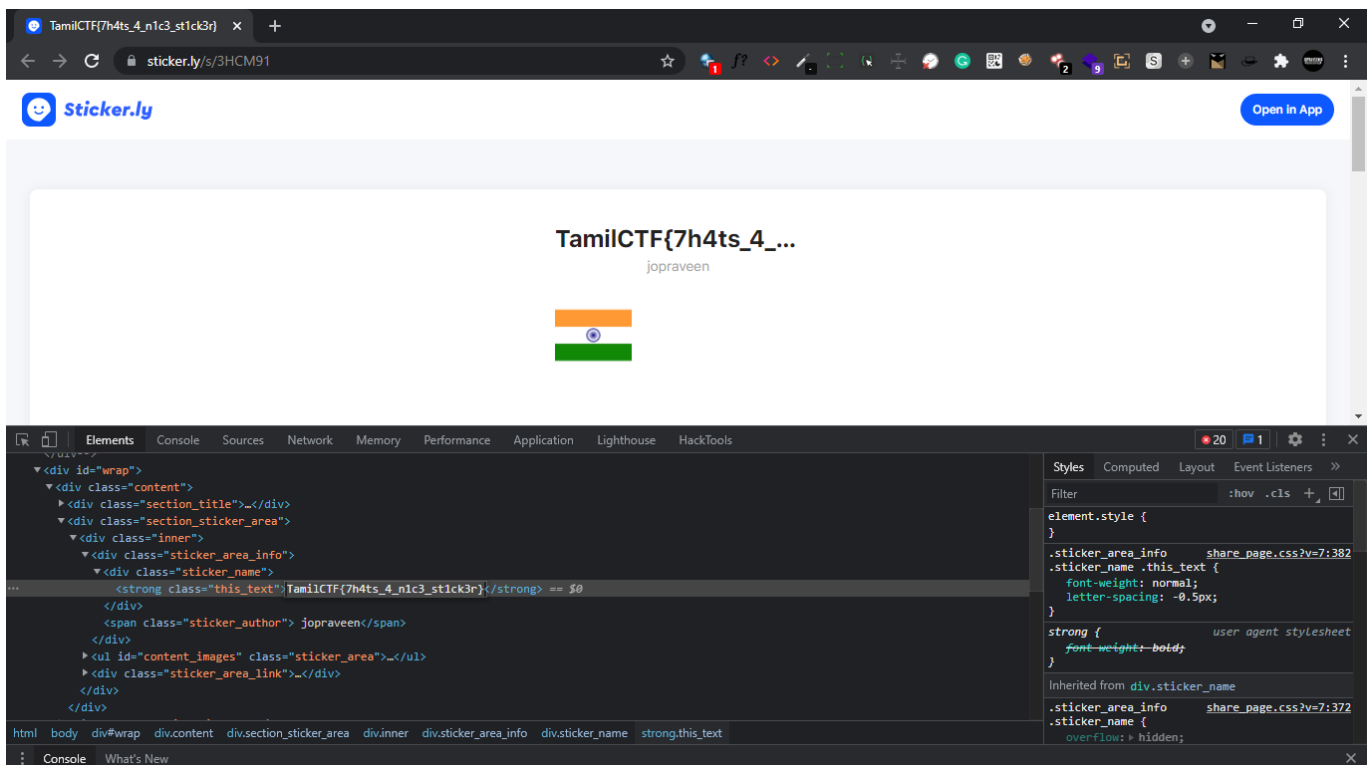 TamilCTF{7h4ts_4_n1c3_st1ck3r}
sticker.ly/s/3HCM91
1
2
9
Sticker.ly
Open in App
TamilCTF{7h4ts_4_...
jopraveen
Elements Console Sources Network Memory Performance Application Lighthouse HackTools 20 1
</div-->
▼<div id="wrap">
▼<div class="content">
▶<div class="section_title">…</div>
▼<div class="section_sticker_area">
▼<div class="inner">
▼<div class="sticker_area_info">
▼<div class="sticker_name">
<strong class="this_text">TamilCTF{7h4ts_4_n1c3_st1ck3r}</strong> == $0
</div>
<span class="sticker_author"> jopraveen</span>
</div>
▶<ul id="content_images" class="sticker_area">…</ul>
▶<div class="sticker_area_link">…</div>
</div>
</div>
html body div#wrap div.content div.section_sticker_area div.inner div.sticker_area_info div.sticker_name strong.this_text
Styles Computed Layout Event Listeners »
Filter :hov .cls +
element.style {
}
.sticker_area_info share_page.css?v=7:382
.sticker_name .this_text {
font-weight: normal;
letter-spacing: -0.5px;
}
strong { user agent stylesheet
font-weight: bold;
}
Inherited from div.sticker_name
.sticker_area_info share_page.css?v=7:372
.sticker_name {
overflow: ▶ hidden;
Console What's New